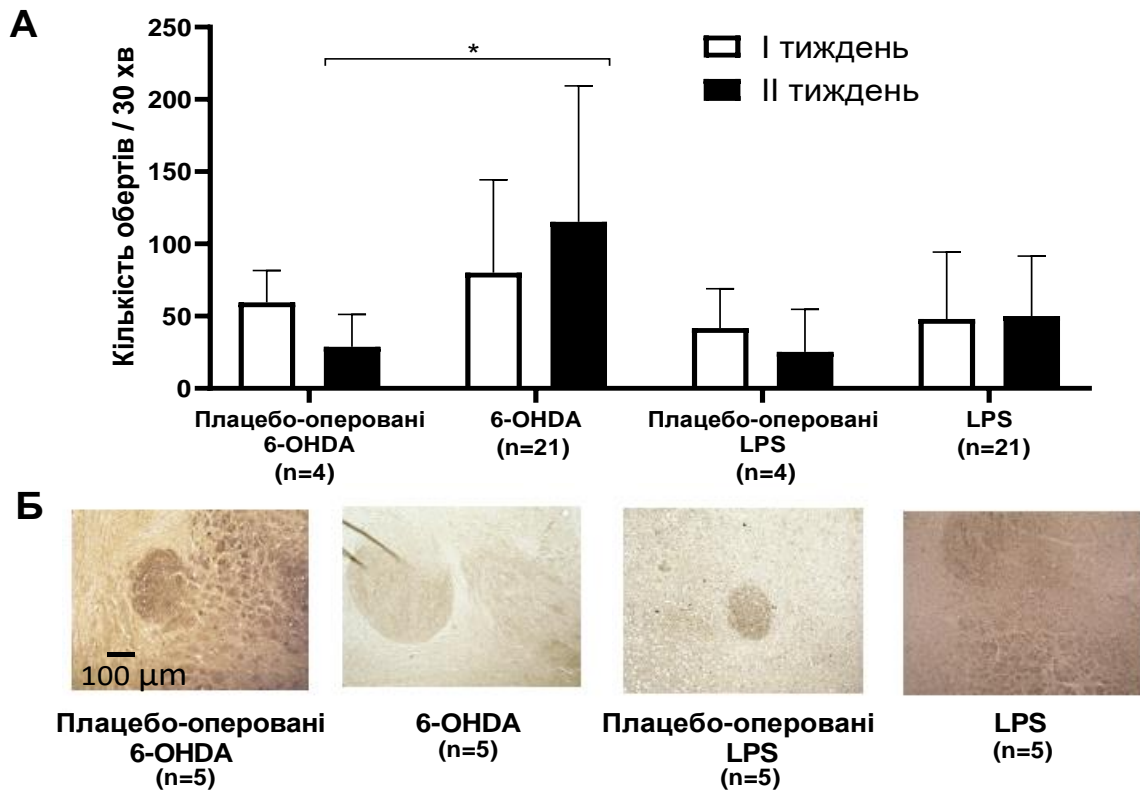 А
Кількість обертів / 30 хв
250
200
150
100
50
0
*
I тиждень
II тиждень
Плацебо-оперовані
6-OHDA
(n=4)
6-OHDA
(n=21)
Плацебо-оперовані
LPS
(n=4)
LPS
(n=21)
Б
100 µm
Плацебо-оперовані
6-OHDA
(n=5)
6-OHDA
(n=5)
Плацебо-оперовані
LPS
(n=5)
LPS
(n=5)